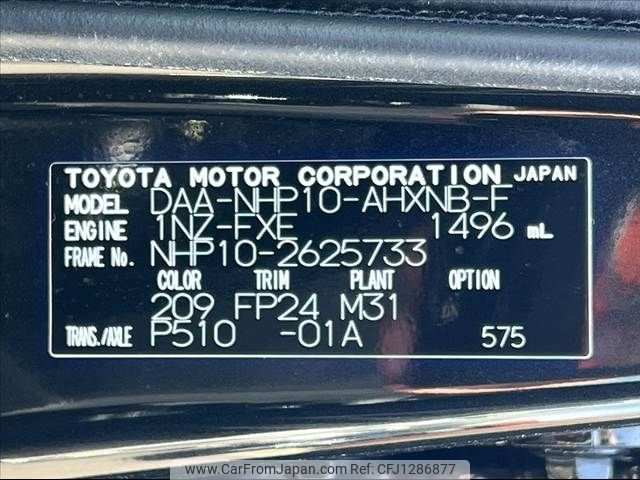 TOYOTA MOTOR CORPORATION JAPAN
MODEL DAA-NHP10-AHXNB-F
ENGINE 1NZ-FXE 1496 mL
FRAME No. NHP10-2625733
COLOR TRIM PLANT OPTION
209 FP24 M31
TRANS./AXLE P510 -01A 575
www.CarFromJapan.com - CFJ1286877